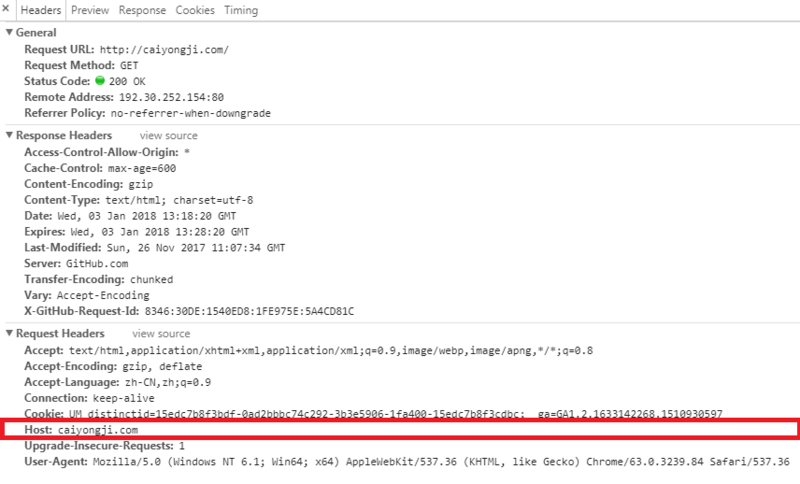 × Headers Preview Response Cookies Timing
▼ General
Request URL: http://caiyongji.com/
Request Method: GET
Status Code: 200 OK
Remote Address: 192.30.252.154:80
Referrer Policy: no-referrer-when-downgrade
▼ Response Headers view source
Access-Control-Allow-Origin: *
Cache-Control: max-age=600
Content-Encoding: gzip
Content-Type: text/html; charset=utf-8
Date: Wed, 03 Jan 2018 13:18:20 GMT
Expires: Wed, 03 Jan 2018 13:28:20 GMT
Last-Modified: Sun, 26 Nov 2017 11:07:34 GMT
Server: GitHub.com
Transfer-Encoding: chunked
Vary: Accept-Encoding
X-GitHub-Request-Id: 8346:30DE:1540ED8:1FE975E:5A4CD81C
▼ Request Headers view source
Accept: text/html,application/xhtml+xml,application/xml;q=0.9,image/webp,image/apng,*/*;q=0.8
Accept-Encoding: gzip, deflate
Accept-Language: zh-CN,zh;q=0.9
Connection: keep-alive
Cookie: UM_distinctid=15edc7b8f3bdf-0ad2bbbc74c292-3b3e5906-1fa400-15edc7b8f3cdbc; _ga=GA1.2.1633142268.1510930597
Host: caiyongji.com
Upgrade-Insecure-Requests: 1
User-Agent: Mozilla/5.0 (Windows NT 6.1; Win64; x64) AppleWebKit/537.36 (KHTML, like Gecko) Chrome/63.0.3239.84 Safari/537.36